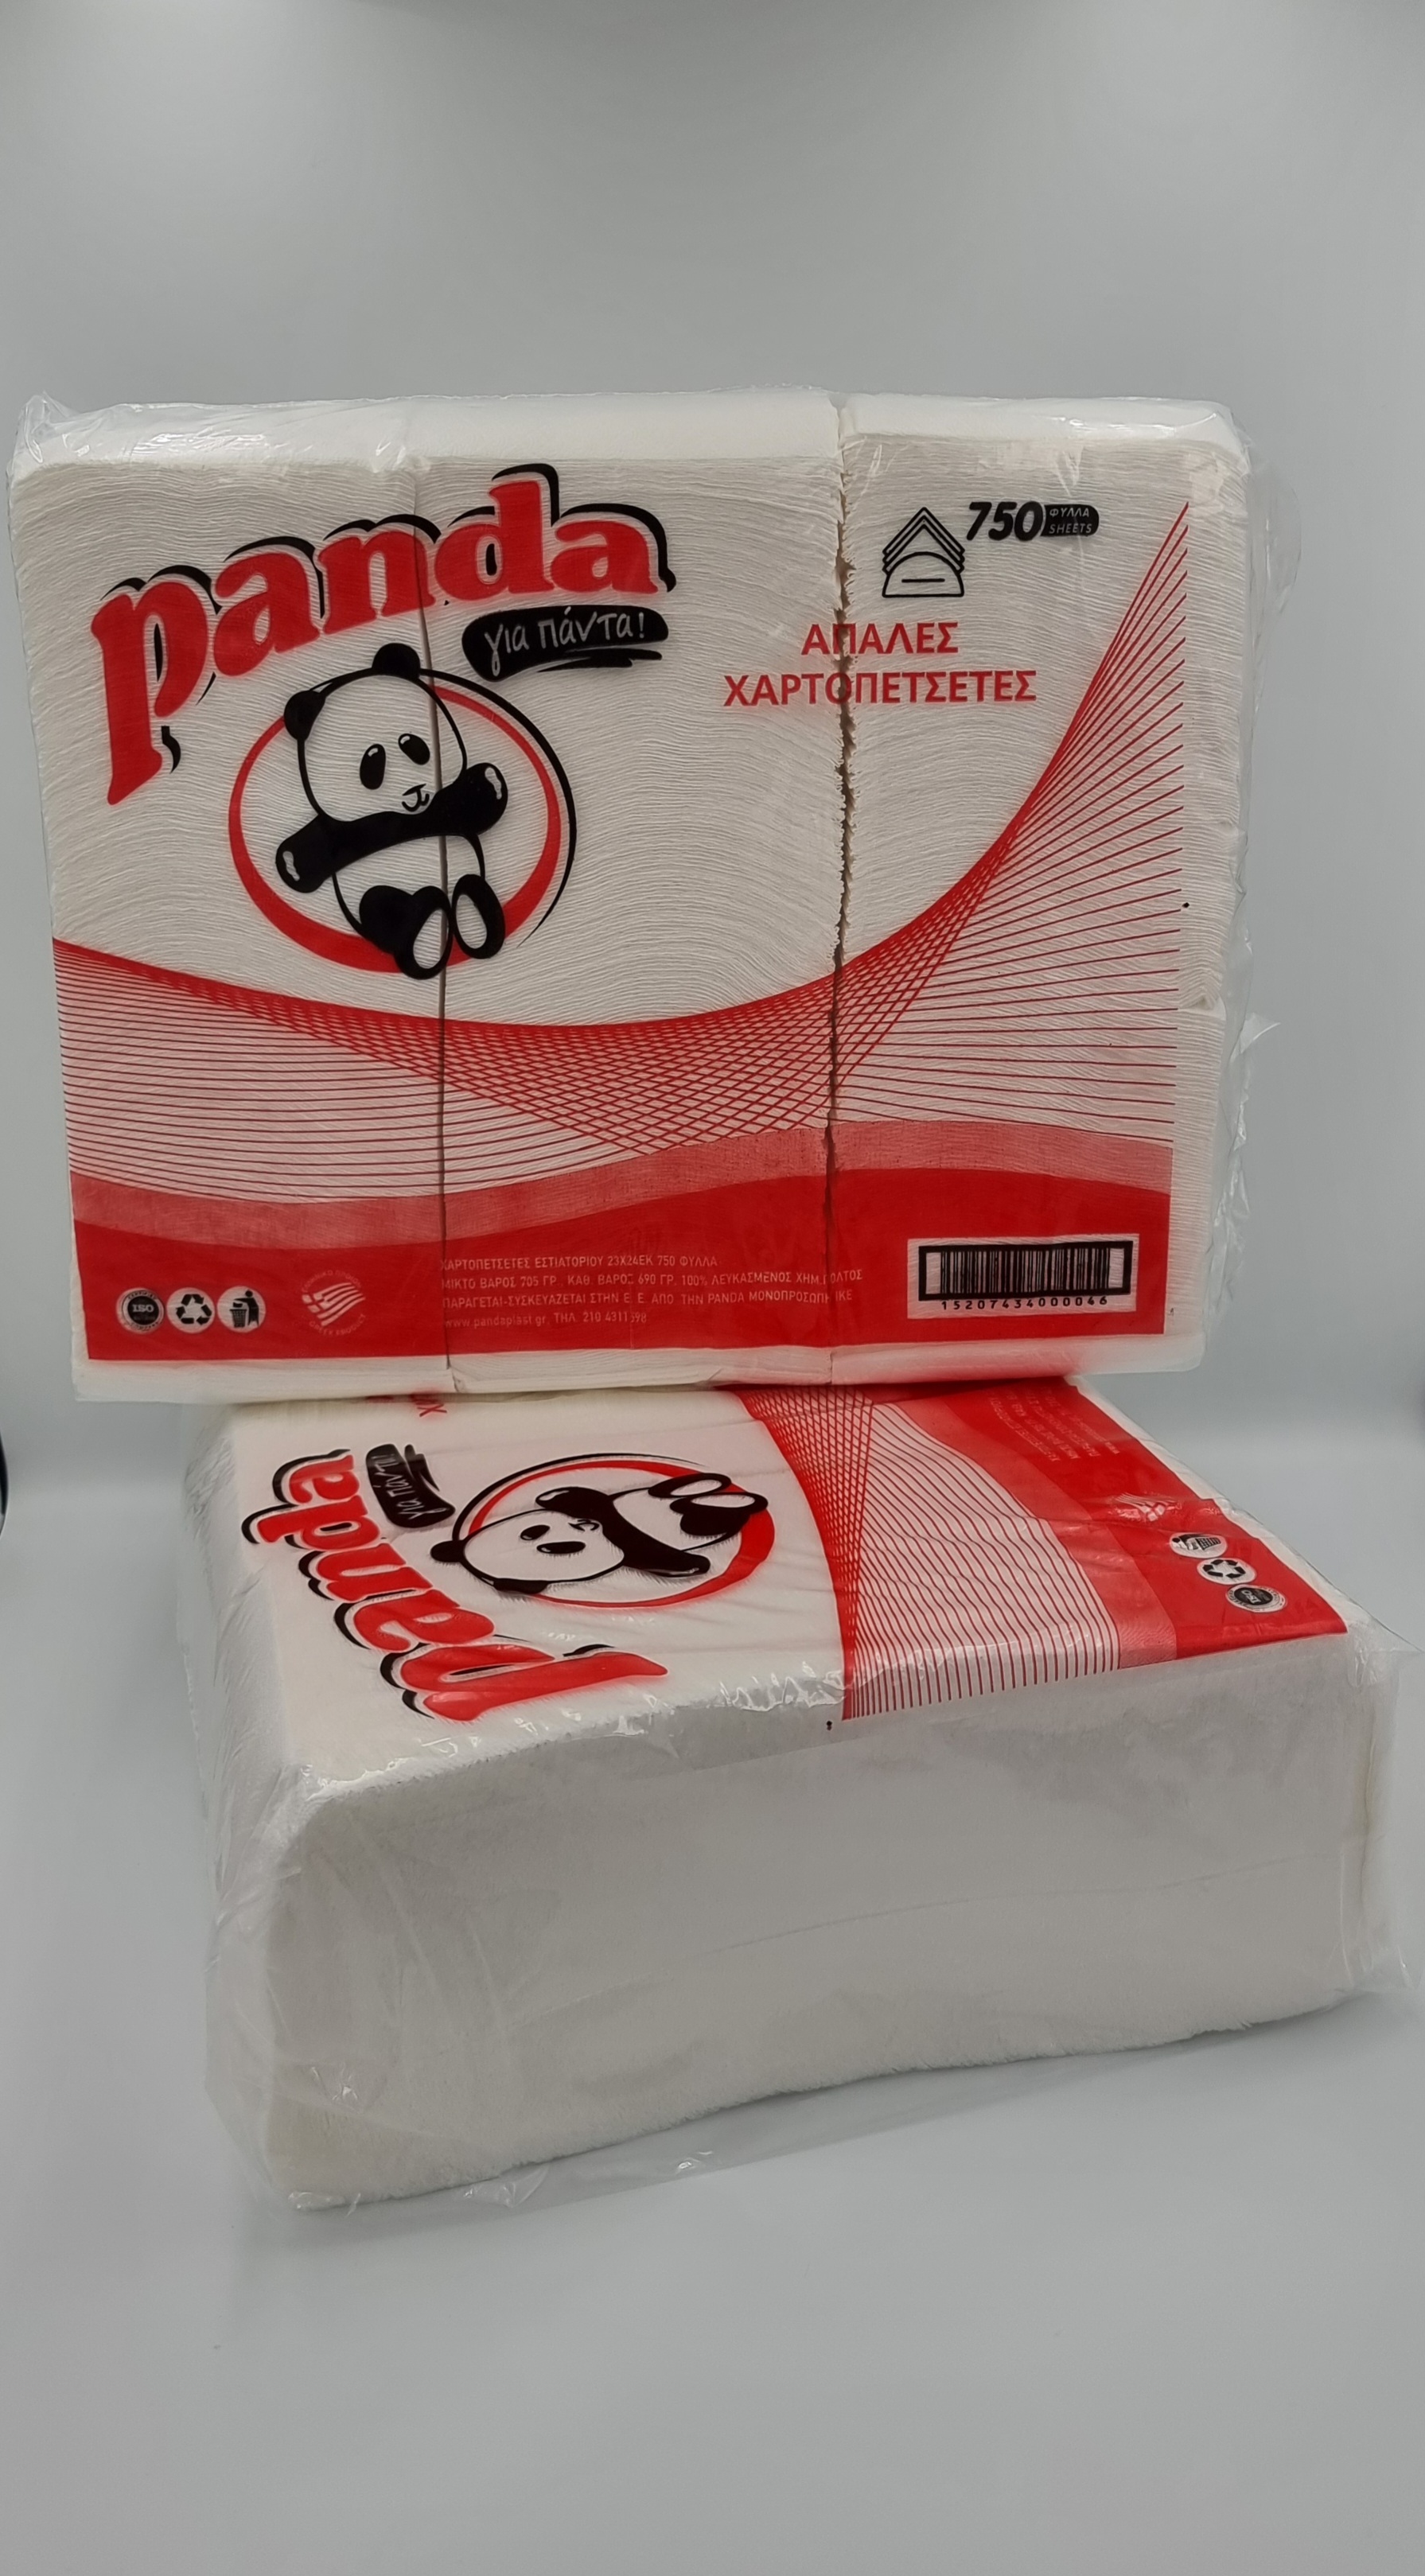 panda
για πάντα!
750 ΦΥΛΛΑ
SHEETS
ΑΠΑΛΕΣ
ΧΑΡΤΟΠΕΤΣΕΤΕΣ
ΧΑΡΤΟΠΕΤΣΕΤΕΣ ΕΣΤΙΑΤΟΡΙΟΥ 23Χ24ΕΚ 750 ΦΥΛΛΑ
ΜΙΚΤΟ ΒΑΡΟΣ 705 ΓΡ., ΚΑΘ. ΒΑΡΟΣ 690 ΓΡ. 100% ΛΕΥΚΑΣΜΕΝΟΣ ΧΗΜ.ΠΟΛΤΟΣ
ΠΑΡΑΓΕΤΑΙ-ΣΥΣΚΕΥΑΖΕΤΑΙ ΣΤΗΝ Ε.Ε. ΑΠΟ ΤΗΝ PANDA ΜΟΝΟΠΡΟΣΩΠΗ ΙΚΕ
www.pandaplast.gr, ΤΗΛ. 210 4311598
ISO
15207434000046
panda
για πάντα!